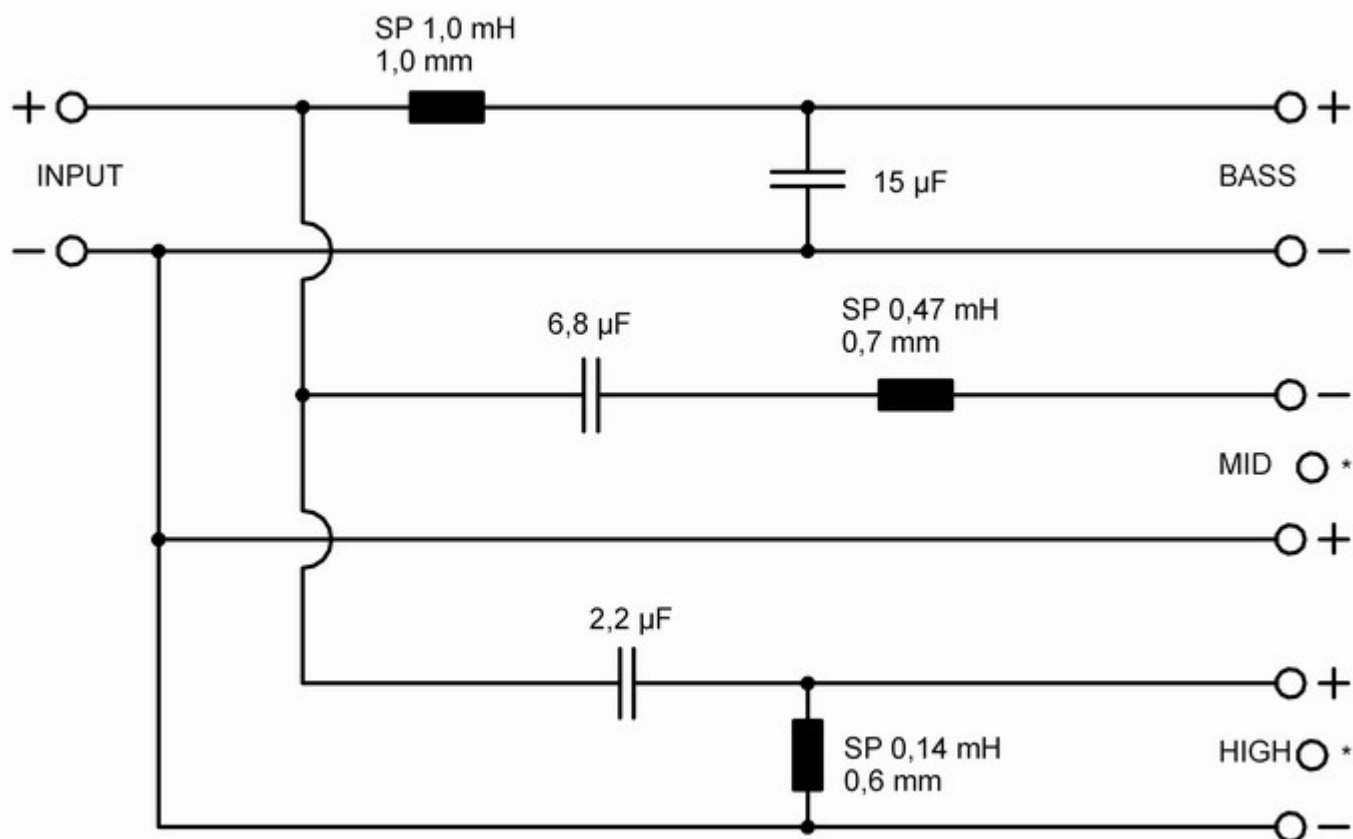 SP 1,0 mH
1,0 mm
+ +
INPUT 15 µF BASS
− −
6,8 µF SP 0,47 mH
0,7 mm
−
MID *
+
2,2 µF
+
SP 0,14 mH HIGH *
0,6 mm
−